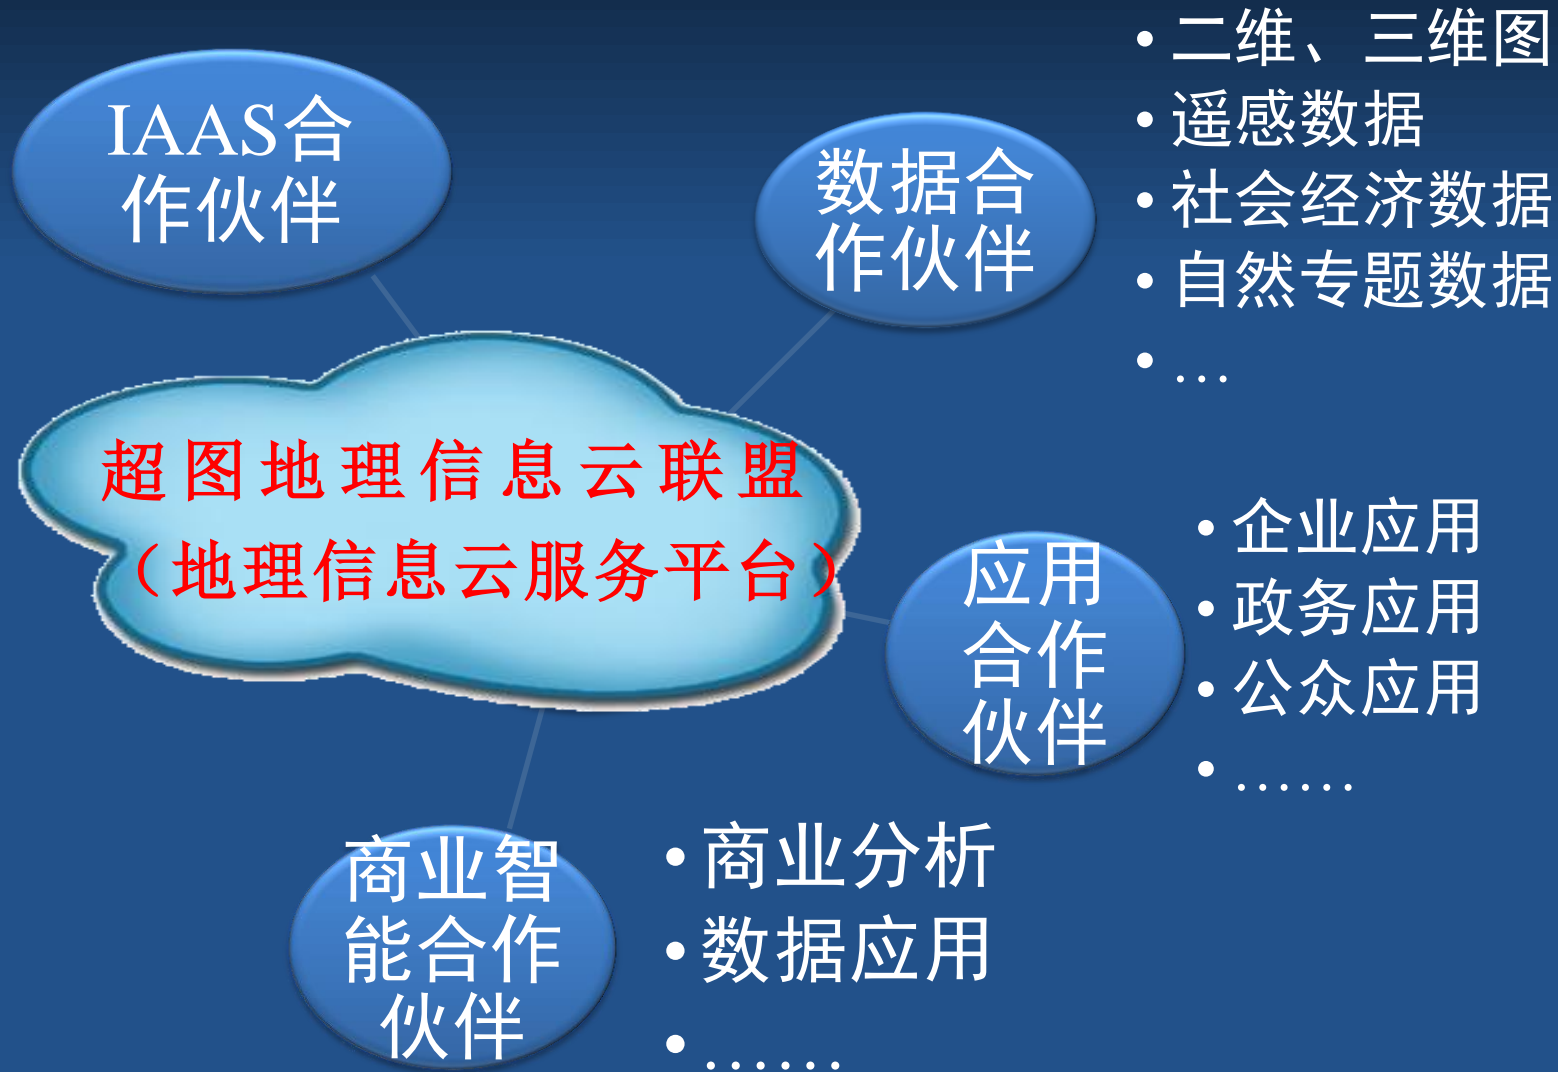 IAAS合
作伙伴
数据合
作伙伴
• 二维、三维图
• 遥感数据
• 社会经济数据
• 自然专题数据
• …
超图地理信息云联盟
（地理信息云服务平台）
应用
合作
伙伴
• 企业应用
• 政务应用
• 公众应用
• ……
商业智
能合作
伙伴
• 商业分析
• 数据应用
• ……